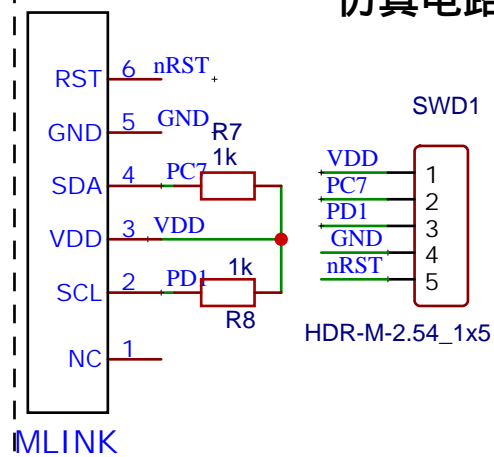 仿真电路
RST 6 nRST
GND 5 GND
R7
1k
SDA 4 PC7
VDD 3 VDD
1k
SCL 2 PD1
R8
NC 1
MLINK
SWD1
VDD 1
PC7 2
PD1 3
GND 4
nRST 5
HDR-M-2.54_1x5